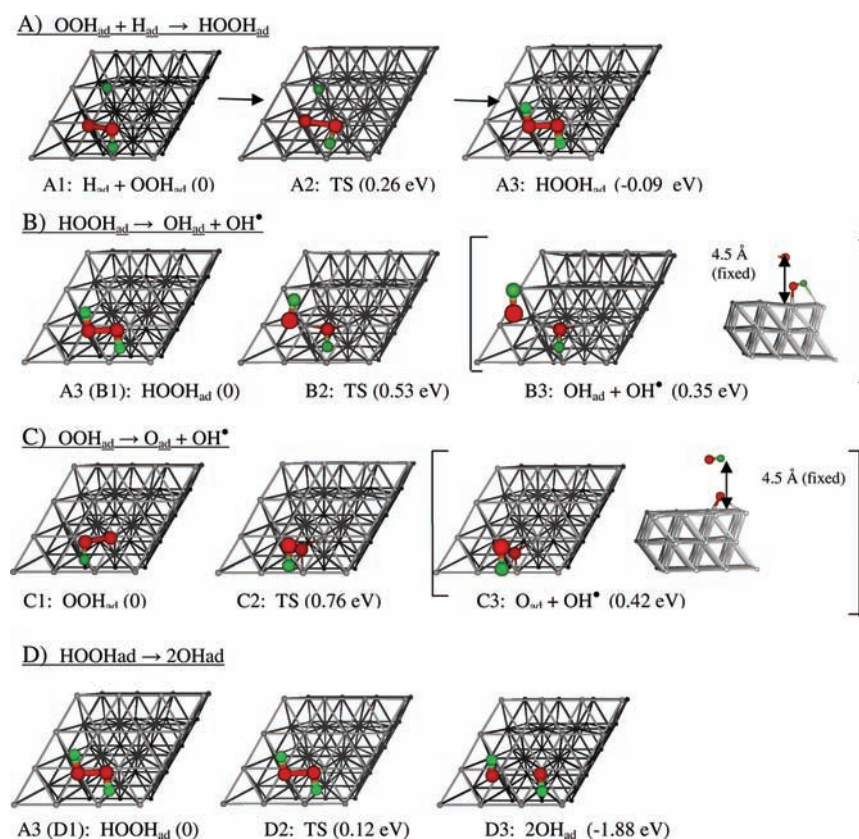 A) OOHad + Had → HOOHad
A1: Had + OOHad (0) A2: TS (0.26 eV) A3: HOOHad (-0.09 eV)
B) HOOHad → OHad + OH•
4.5 Å
(fixed)
A3 (B1): HOOHad (0) B2: TS (0.53 eV) B3: OHad + OH• (0.35 eV)
C) OOHad → Oad + OH•
4.5 Å (fixed)
C1: OOHad (0) C2: TS (0.76 eV) C3: Oad + OH• (0.42 eV)
D) HOOHad → 2OHad
A3 (D1): HOOHad (0) D2: TS (0.12 eV) D3: 2OHad (-1.88 eV)